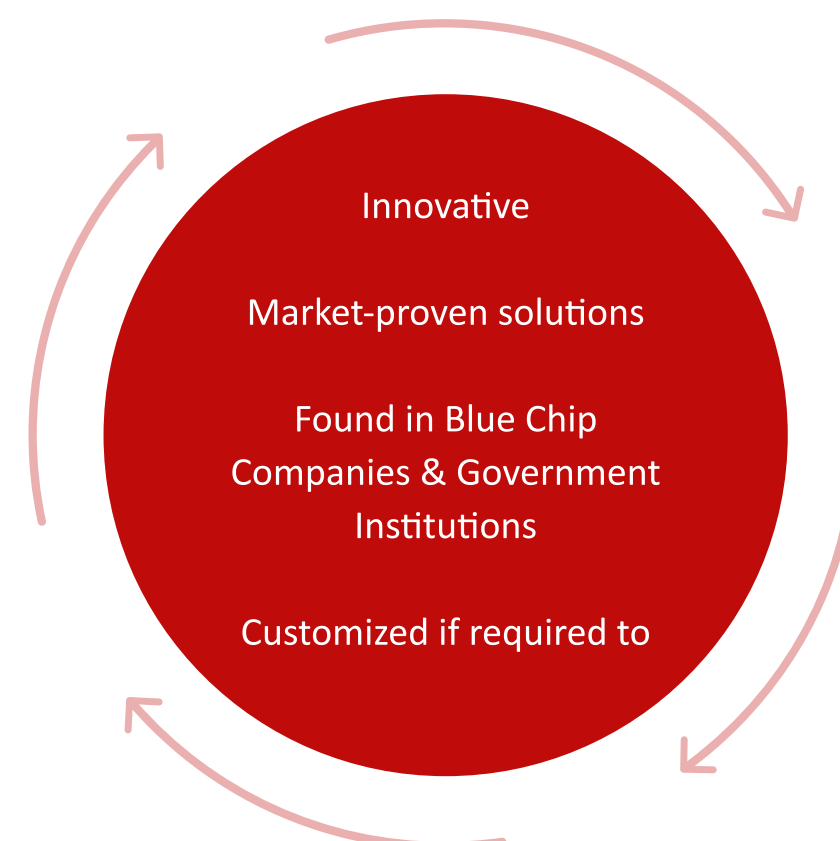 Innovative
Market-proven solutions
Found in Blue Chip
Companies & Government
Institutions
Customized if required to